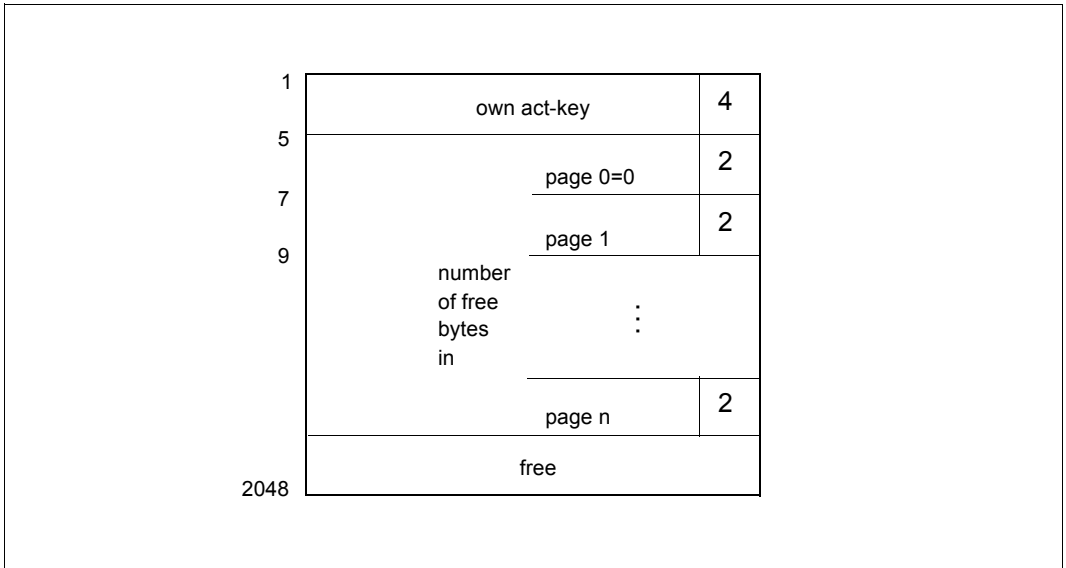 1
own act-key 4
5
page 0=0 2
7
page 1 2
9
number
of free
bytes
in
page n 2
free
2048